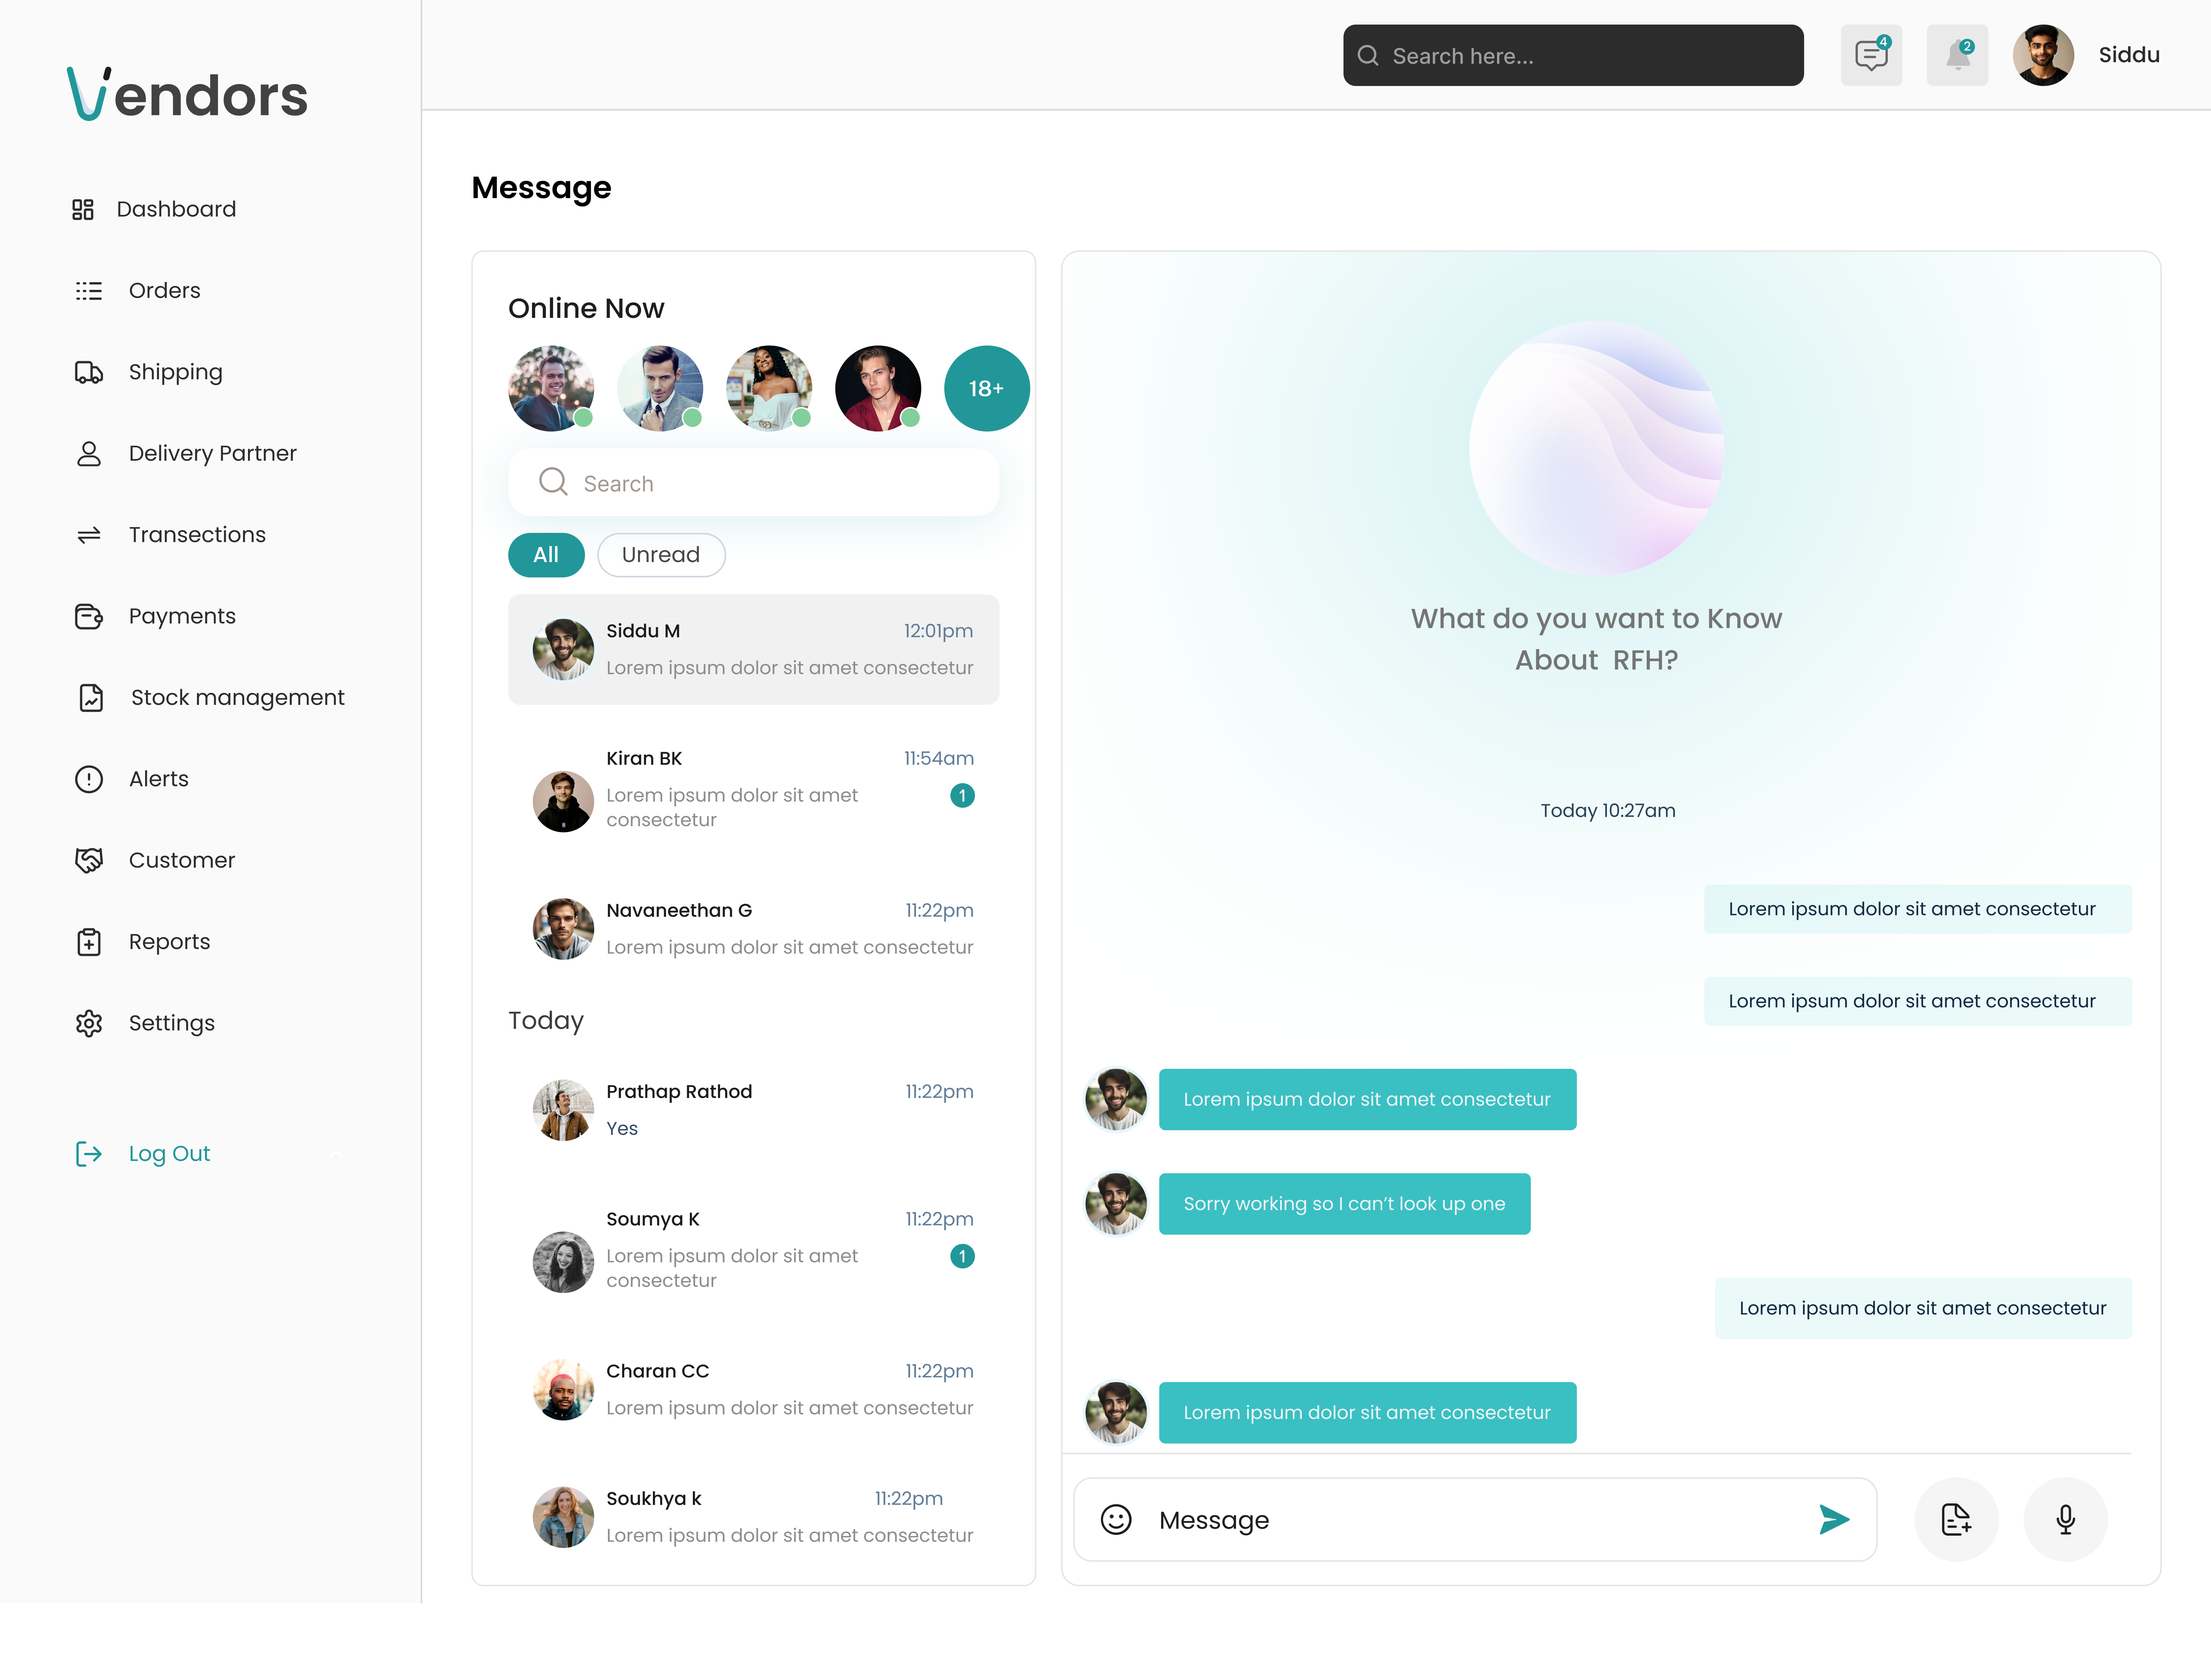 Vendors
Search here...
4
2
Siddu
Dashboard
Orders
Shipping
Delivery Partner
Transections
Payments
Stock management
Alerts
Customer
Reports
Settings
Log Out
Message
Online Now
18+
Search
All
Unread
Siddu M
12:01pm
Lorem ipsum dolor sit amet consectetur
Kiran BK
11:54am
Lorem ipsum dolor sit amet
consectetur
1
Navaneethan G
11:22pm
Lorem ipsum dolor sit amet consectetur
Today
Prathap Rathod
11:22pm
Yes
Soumya K
11:22pm
Lorem ipsum dolor sit amet
consectetur
1
Charan CC
11:22pm
Lorem ipsum dolor sit amet consectetur
Soukhya k
11:22pm
Lorem ipsum dolor sit amet consectetur
What do you want to Know
About RFH?
Today 10:27am
Lorem ipsum dolor sit amet consectetur
Lorem ipsum dolor sit amet consectetur
Lorem ipsum dolor sit amet consectetur
Sorry working so I can’t look up one
Lorem ipsum dolor sit amet consectetur
Lorem ipsum dolor sit amet consectetur
Message